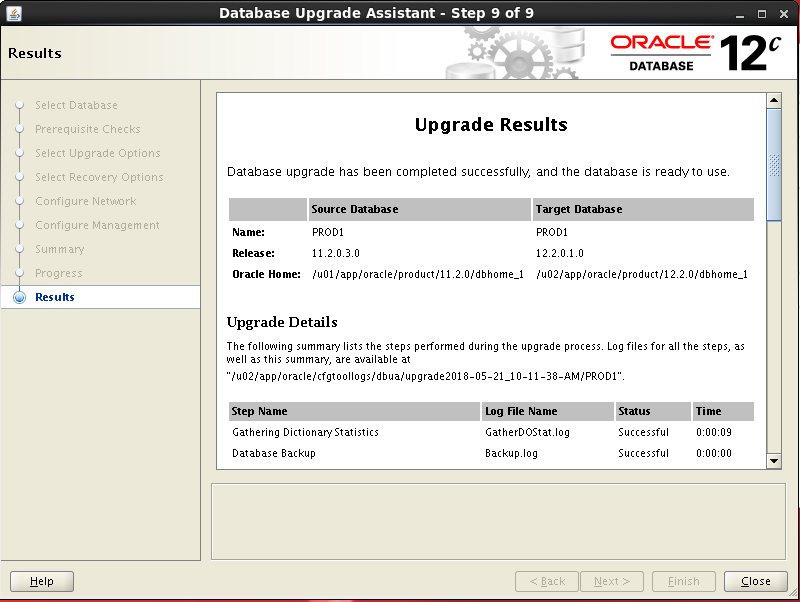 Database Upgrade Assistant - Step 9 of 9
Results
ORACLE
DATABASE
12c
Select Database
Prerequisite Checks
Select Upgrade Options
Select Recovery Options
Configure Network
Configure Management
Summary
Progress
Results
Upgrade Results
Database upgrade has been completed successfully, and the database is ready to use.
Source Database Target Database
Name: PROD1 PROD1
Release: 11.2.0.3.0 12.2.0.1.0
Oracle Home: /u01/app/oracle/product/11.2.0/dbhome_1 /u02/app/oracle/product/12.2.0/dbhome_1
Upgrade Details
The following summary lists the steps performed during the upgrade process. Log files for all the steps, as
well as this summary, are available at
"/u02/app/oracle/cfgtoollogs/dbua/upgrade2018-05-21_10-11-38-AM/PROD1".
Step Name Log File Name Status Time
Gathering Dictionary Statistics GatherDOStat.log Successful 0:00:09
Database Backup Backup.log Successful 0:00:00
Help
< Back
Next >
Finish
Close